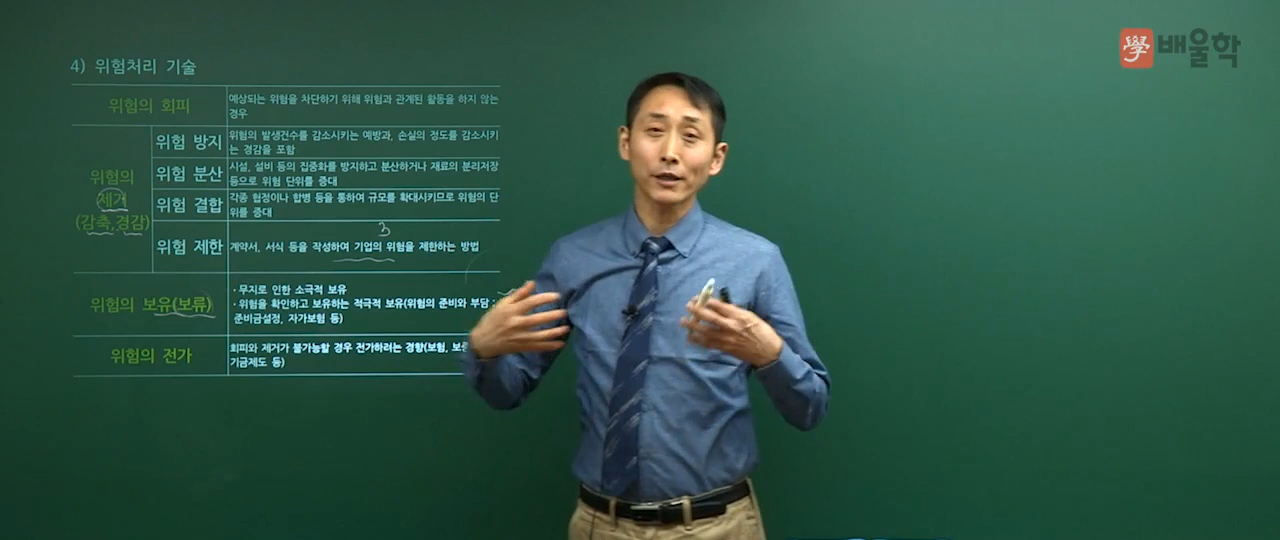 學배울학
4) 위험처리 기술
위험의 회피
예상되는 위험을 차단하기 위해 위험과 관계된 활동을 하지 않는
경우
위험의
제거
(감축,경감)
위험 방지
위험의 발생건수를 감소시키는 예방과, 손실의 정도를 감소시키
는 경감을 포함
위험 분산
시설, 설비 등의 집중화를 방지하고 분산하거나 재료의 분리저장
등으로 위험 단위를 증대
위험 결합
각종 협정이나 합병 등을 통하여 규모를 확대시키므로 위험의 단
위를 증대
3
위험 제한
계약서, 서식 등을 작성하여 기업의 위험을 제한하는 방법
위험의 보유(보류)
· 무지로 인한 소극적 보유
· 위험을 확인하고 보유하는 적극적 보유(위험의 준비와 부담 :
준비금설정, 자가보험 등)
위험의 전가
회피와 제거가 불가능할 경우 전가하려는 경향(보험,
기금제도 등)